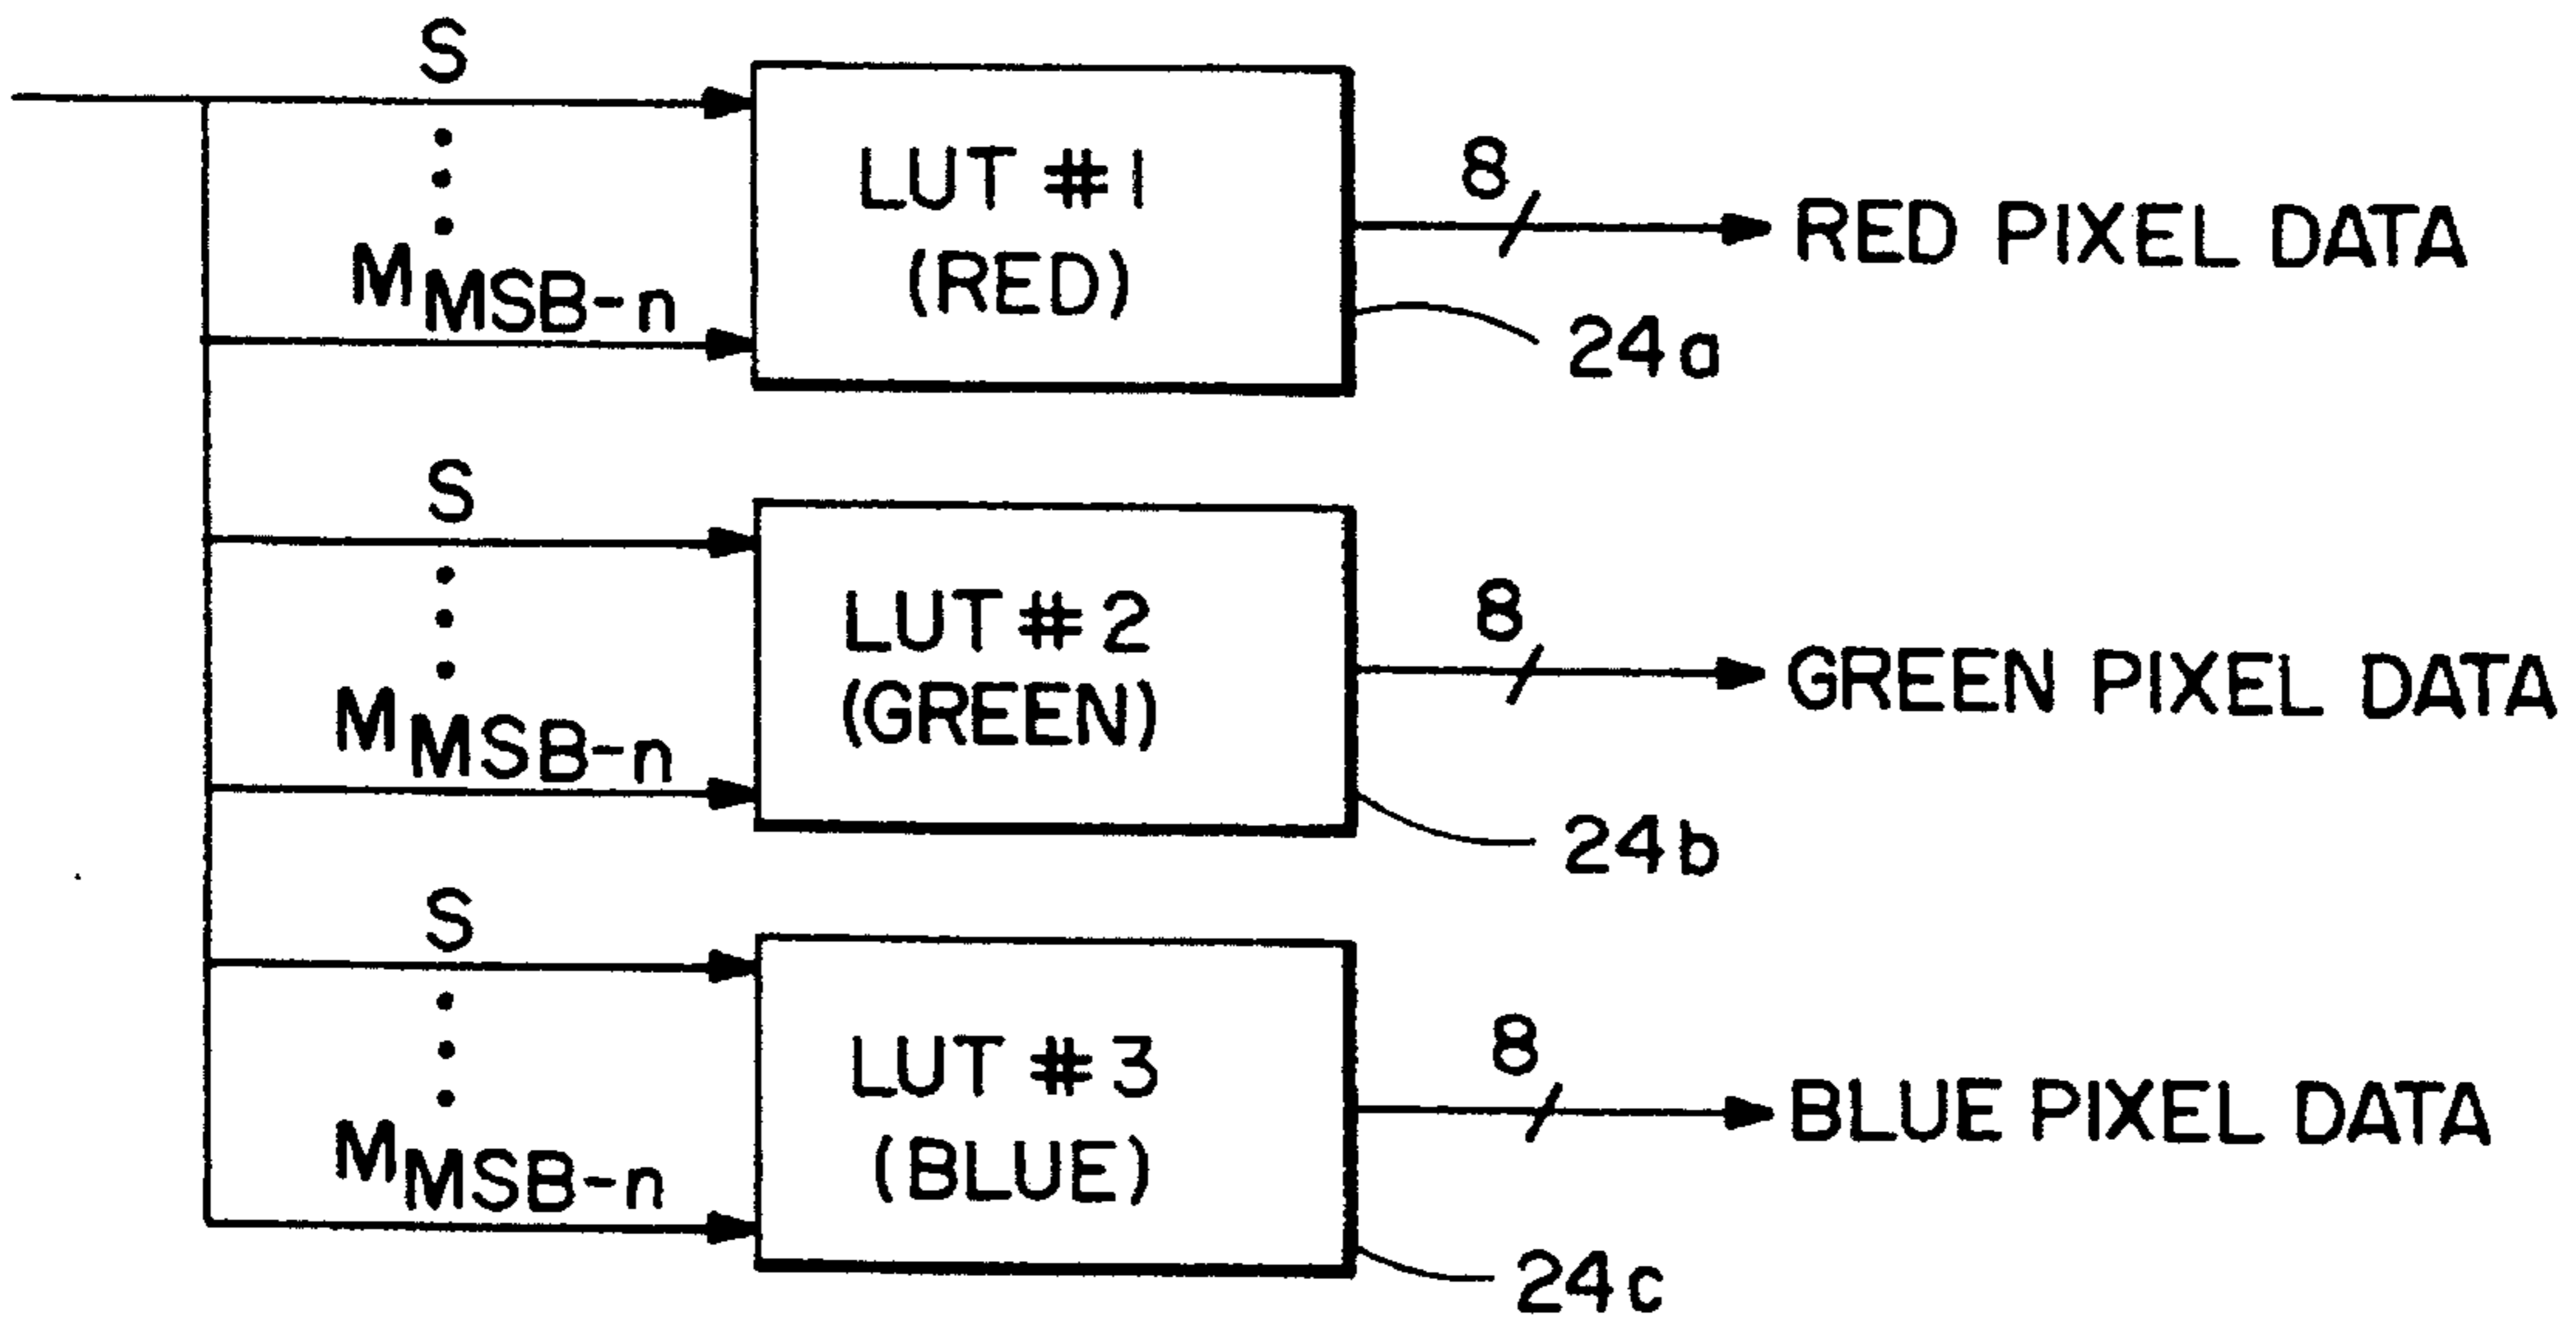 S
M MSB-n
LUT #1
(RED)
8
RED PIXEL DATA
24a
S
M MSB-n
LUT #2
(GREEN)
8
GREEN PIXEL DATA
24b
S
M MSB-n
LUT #3
(BLUE)
8
BLUE PIXEL DATA
24c